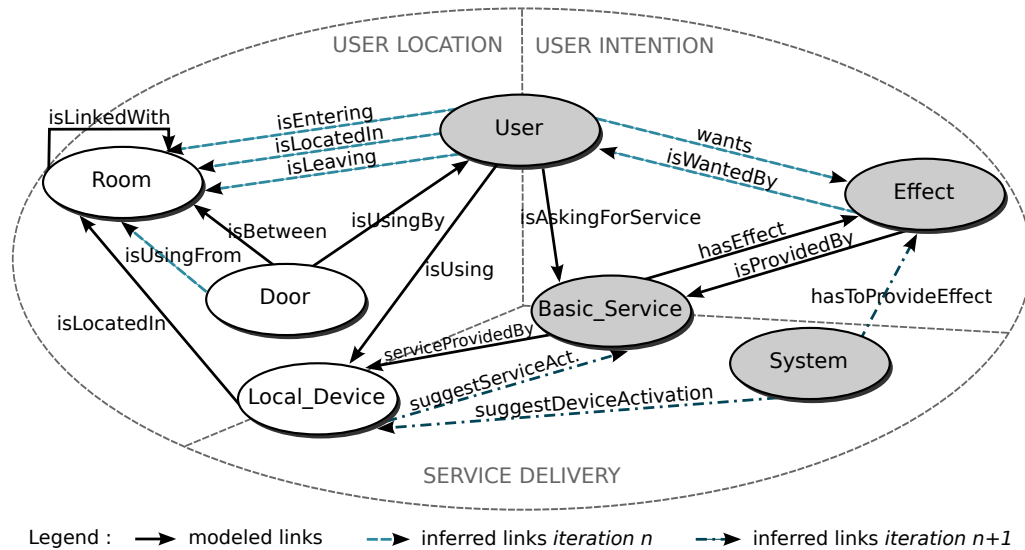 USER LOCATION
USER INTENTION
isLinkedWith
isEntering
User
wants
isLocatedIn
isLeaving
isWantedBy
Room
Effect
isUsingBy
isAskingForService
isBetween
hasEffect
isUsingFrom
isProvidedBy
isUsing
Door
hasToProvideEffect
Basic_Service
isLocatedIn
serviceProvidedBy
System
suggestServiceAct.
Local_Device
suggestDeviceActivation
SERVICE DELIVERY
Legend : modeled links inferred links iteration n inferred links iteration n+1